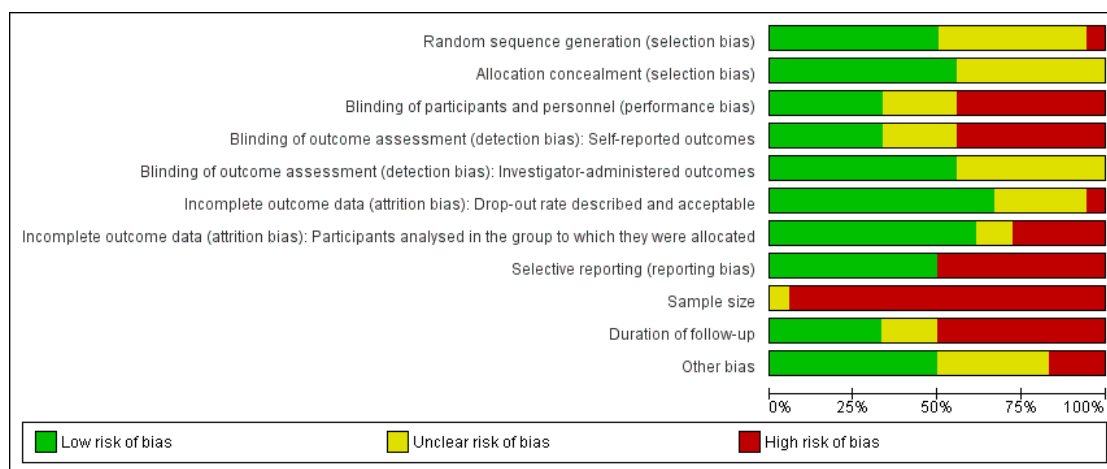 Random sequence generation (selection bias)
Allocation concealment (selection bias)
Blinding of participants and personnel (performance bias)
Blinding of outcome assessment (detection bias): Self-reported outcomes
Blinding of outcome assessment (detection bias): Investigator-administered outcomes
Incomplete outcome data (attrition bias): Drop-out rate described and acceptable
Incomplete outcome data (attrition bias): Participants analysed in the group to which they were allocated
Selective reporting (reporting bias)
Sample size
Duration of follow-up
Other bias
0% 25% 50% 75% 100%
Low risk of bias Unclear risk of bias High risk of bias